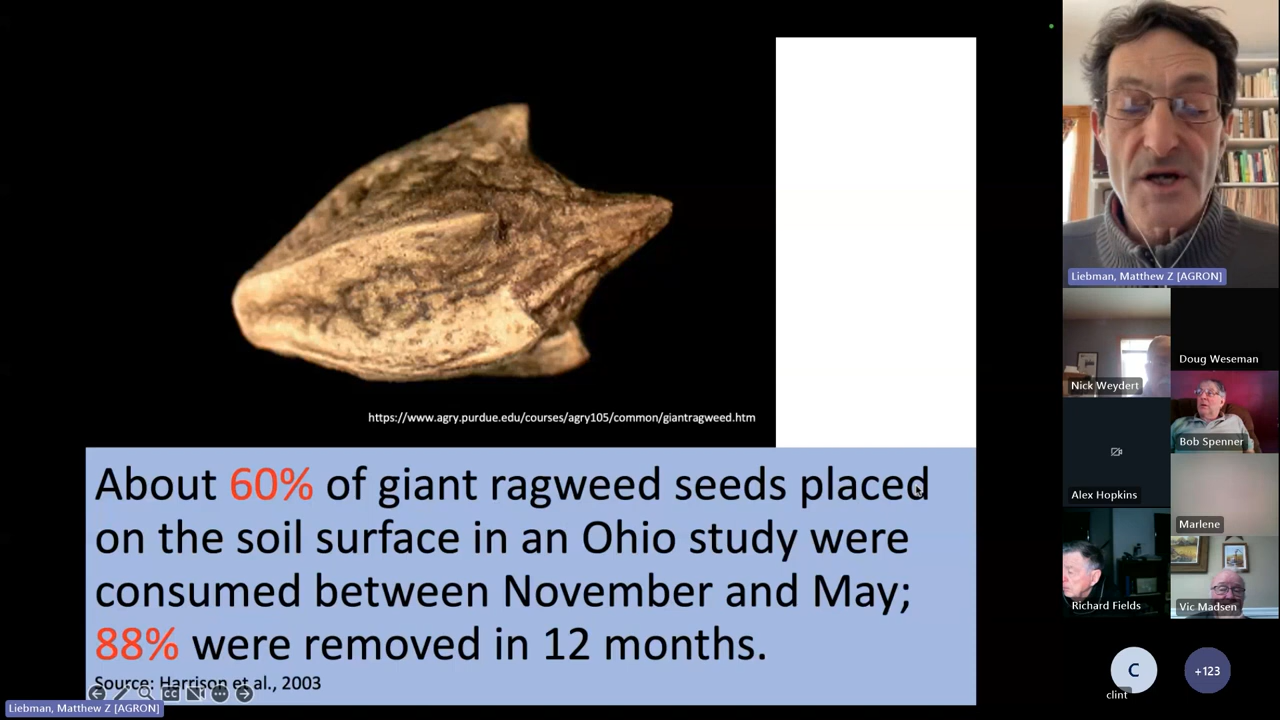 https://www.agry.purdue.edu/courses/agry105/common/giantragweed.htm
About 60% of giant ragweed seeds placed
on the soil surface in an Ohio study were
consumed between November and May;
88% were removed in 12 months.
Source: Harrison et al., 2003
Liebman, Matthew Z [AGRON]
Liebman, Matthew Z [AGRON]
Nick Weydert
Doug Weseman
Bob Spenner
Alex Hopkins
Marlene
Richard Fields
Vic Madsen
C
clint
+123
CC